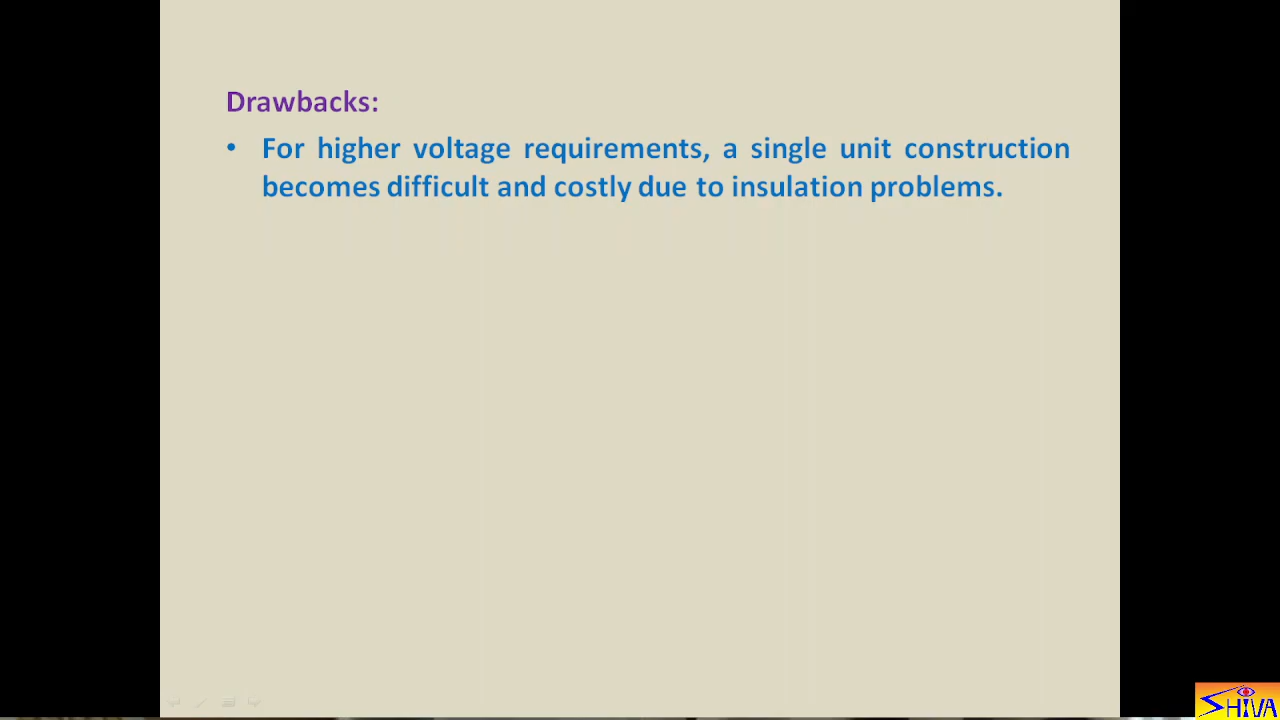 Drawbacks:
• For higher voltage requirements, a single unit construction
becomes difficult and costly due to insulation problems.
SHIVA